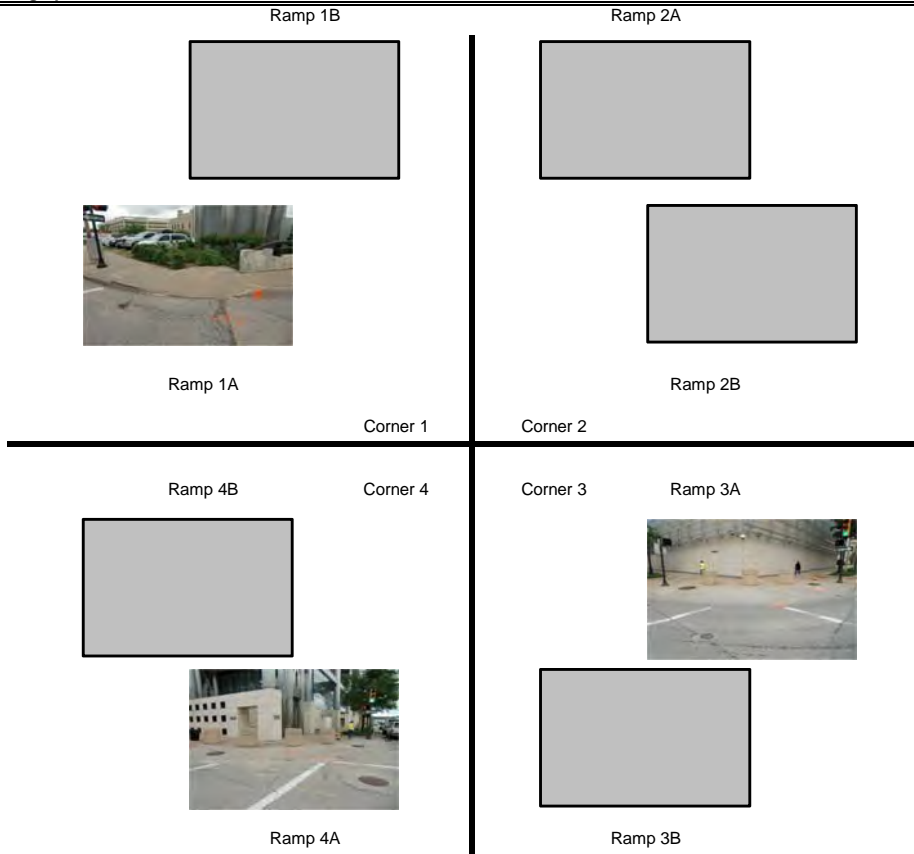 Ramp 1B Ramp 2A
Ramp 1A Ramp 2B
Corner 1 Corner 2
Ramp 4B Corner 4 Corner 3 Ramp 3A
Ramp 4A Ramp 3B